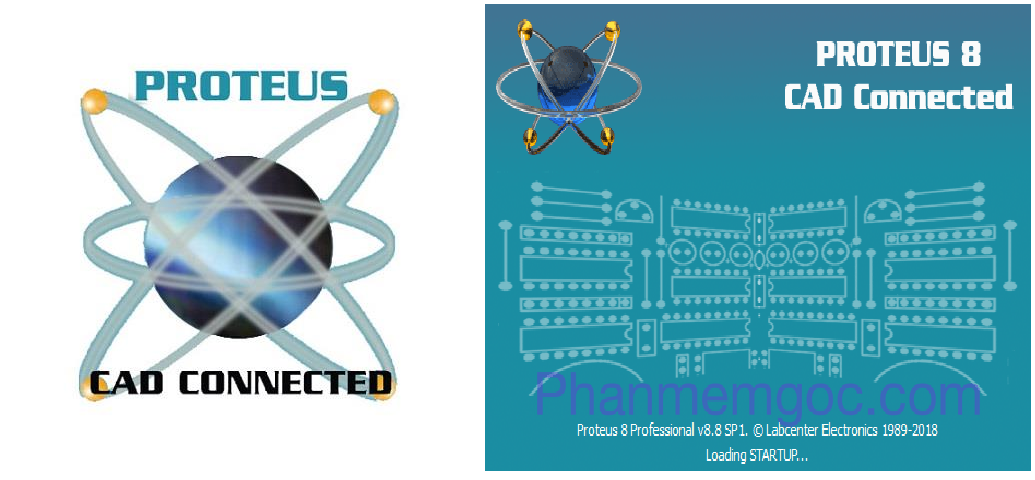 PROTEUS
CAD CONNECTED
PROTEUS 8
CAD Connected
Phanmemgoc.com
Proteus 8 Professional v8.8 SP1. © Labcenter Electronics 1989-2018
Loading STARTUP...